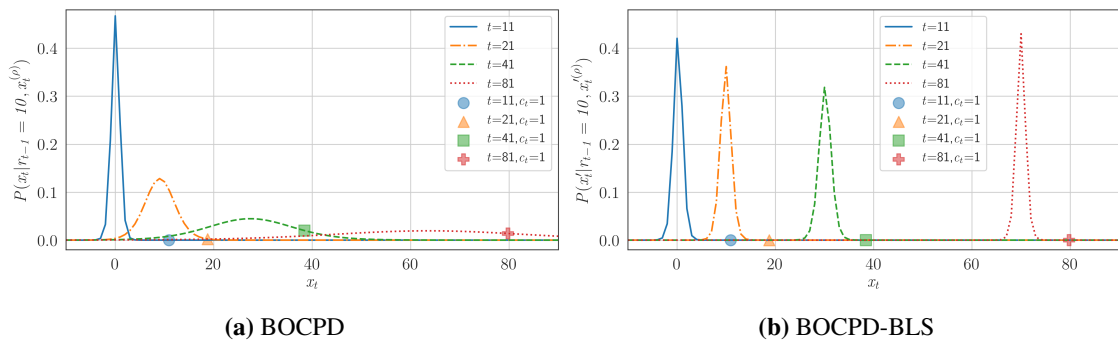 0.4
0.3
0.2
0.1
0.0
P(x_t | r_{t−1} = 10, x_t^{(ρ)})
t=11
t=21
t=41
t=81
t=11,c_t=1
t=21,c_t=1
t=41,c_t=1
t=81,c_t=1
0 20 40 60 80
x_t
(a) BOCPD
0.4
0.3
0.2
0.1
0.0
P(x′_t | r_{t−1} = 10, x′_t^{(ρ)})
t=11
t=21
t=41
t=81
t=11,c_t=1
t=21,c_t=1
t=41,c_t=1
t=81,c_t=1
0 20 40 60 80
x_t
(b) BOCPD-BLS